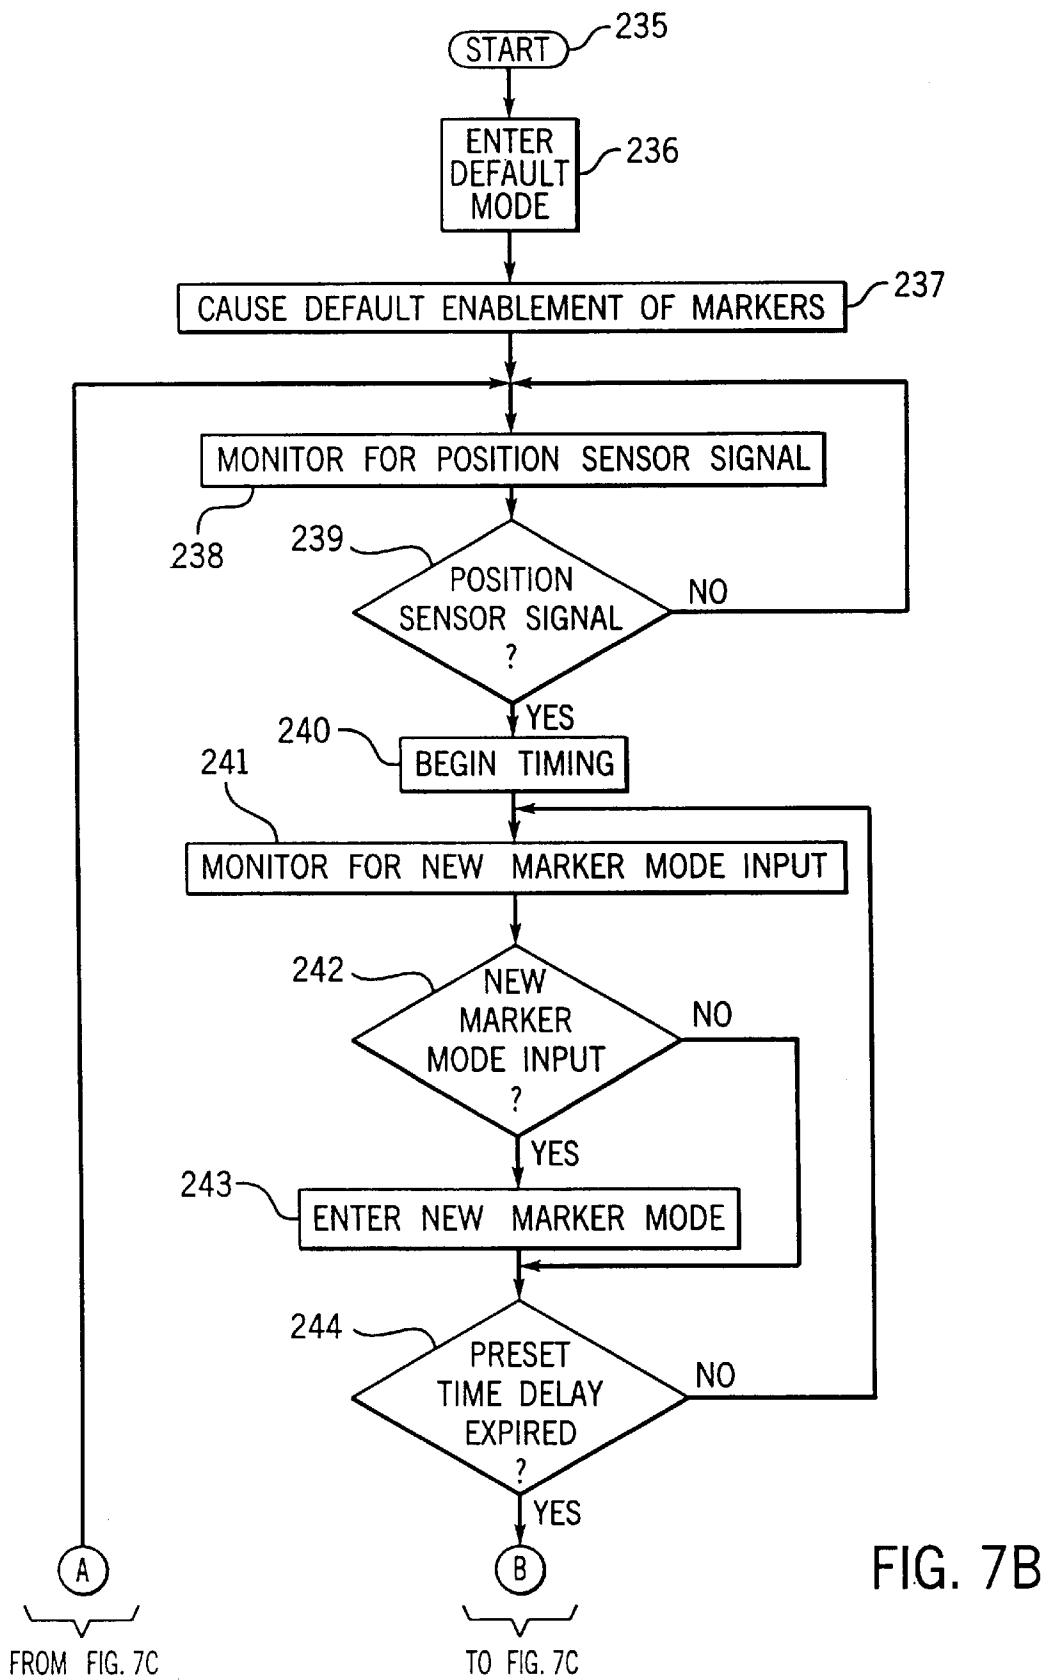 START
235
ENTER
DEFAULT
MODE
236
CAUSE DEFAULT ENABLEMENT OF MARKERS
237
MONITOR FOR POSITION SENSOR SIGNAL
238
239
POSITION
SENSOR SIGNAL
?
NO
YES
240
BEGIN TIMING
241
MONITOR FOR NEW MARKER MODE INPUT
242
NEW
MARKER
MODE INPUT
?
NO
YES
243
ENTER NEW MARKER MODE
244
PRESET
TIME DELAY
EXPIRED
?
NO
YES
A
B
FIG. 7B
FROM FIG. 7C
TO FIG. 7C